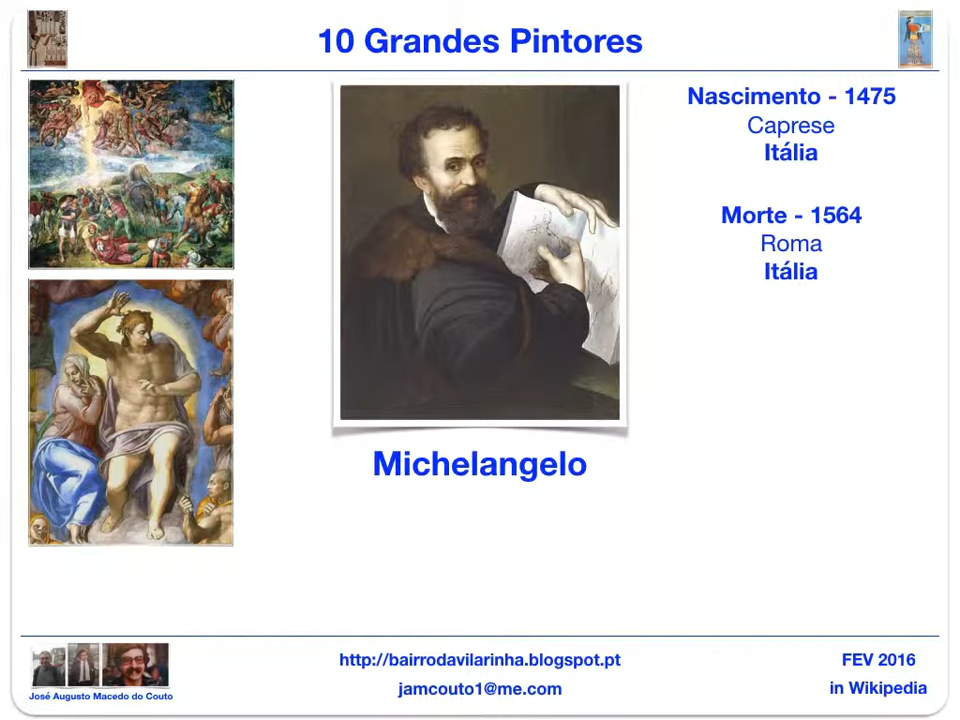 10 Grandes Pintores
Nascimento - 1475
Caprese
Itália
Morte - 1564
Roma
Itália
Michelangelo
José Augusto Macedo do Couto
http://bairrodavilarinha.blogspot.pt
jamcouto1@me.com
FEV 2016
in Wikipedia